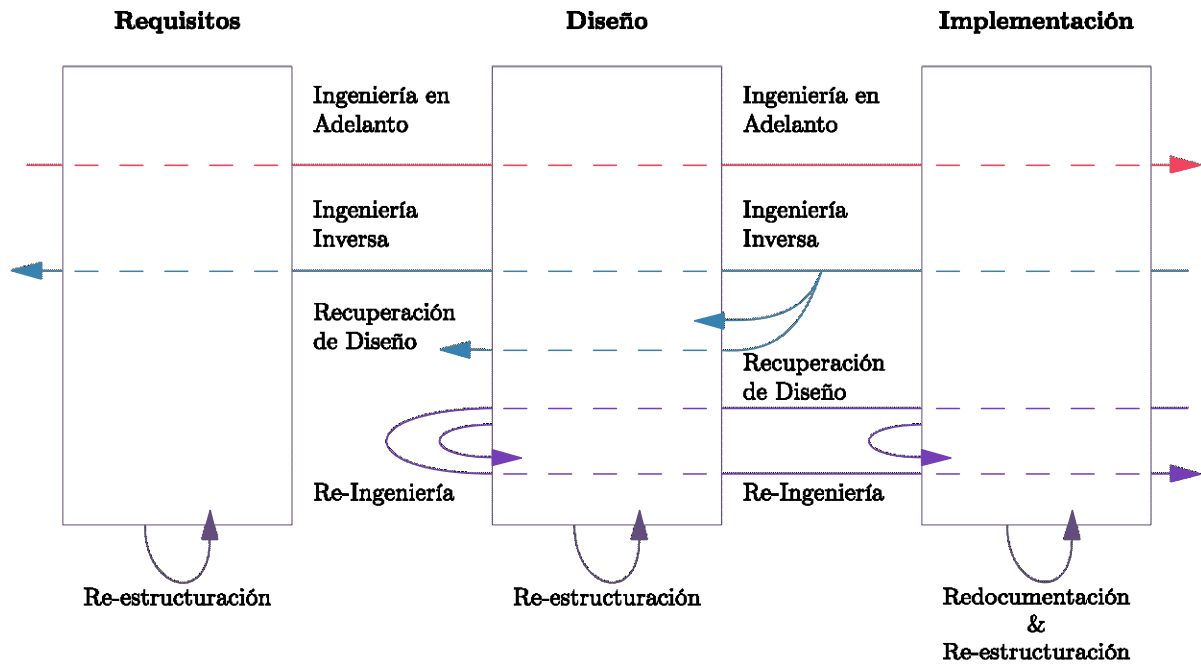 Requisitos
Diseño
Implementación
Ingeniería en
Adelanto
Ingeniería en
Adelanto
Ingeniería
Inversa
Ingeniería
Inversa
Recuperación
de Diseño
Recuperación
de Diseño
Re-Ingeniería
Re-Ingeniería
Re-estructuración
Re-estructuración
Redocumentación
&
Re-estructuración